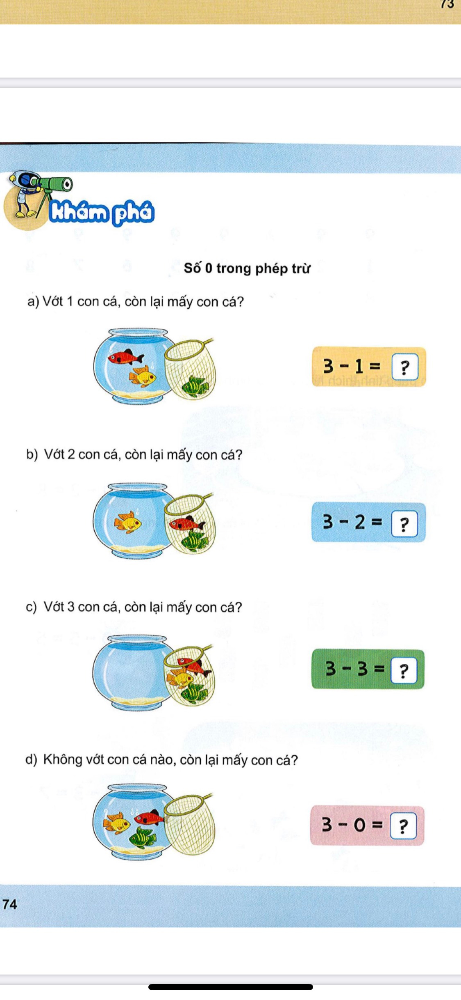 73
Khám phá
Số 0 trong phép trừ
a) Vớt 1 con cá, còn lại mấy con cá?
3 - 1 = ?
b) Vớt 2 con cá, còn lại mấy con cá?
3 - 2 = ?
c) Vớt 3 con cá, còn lại mấy con cá?
3 - 3 = ?
d) Không vớt con cá nào, còn lại mấy con cá?
3 - 0 = ?
74